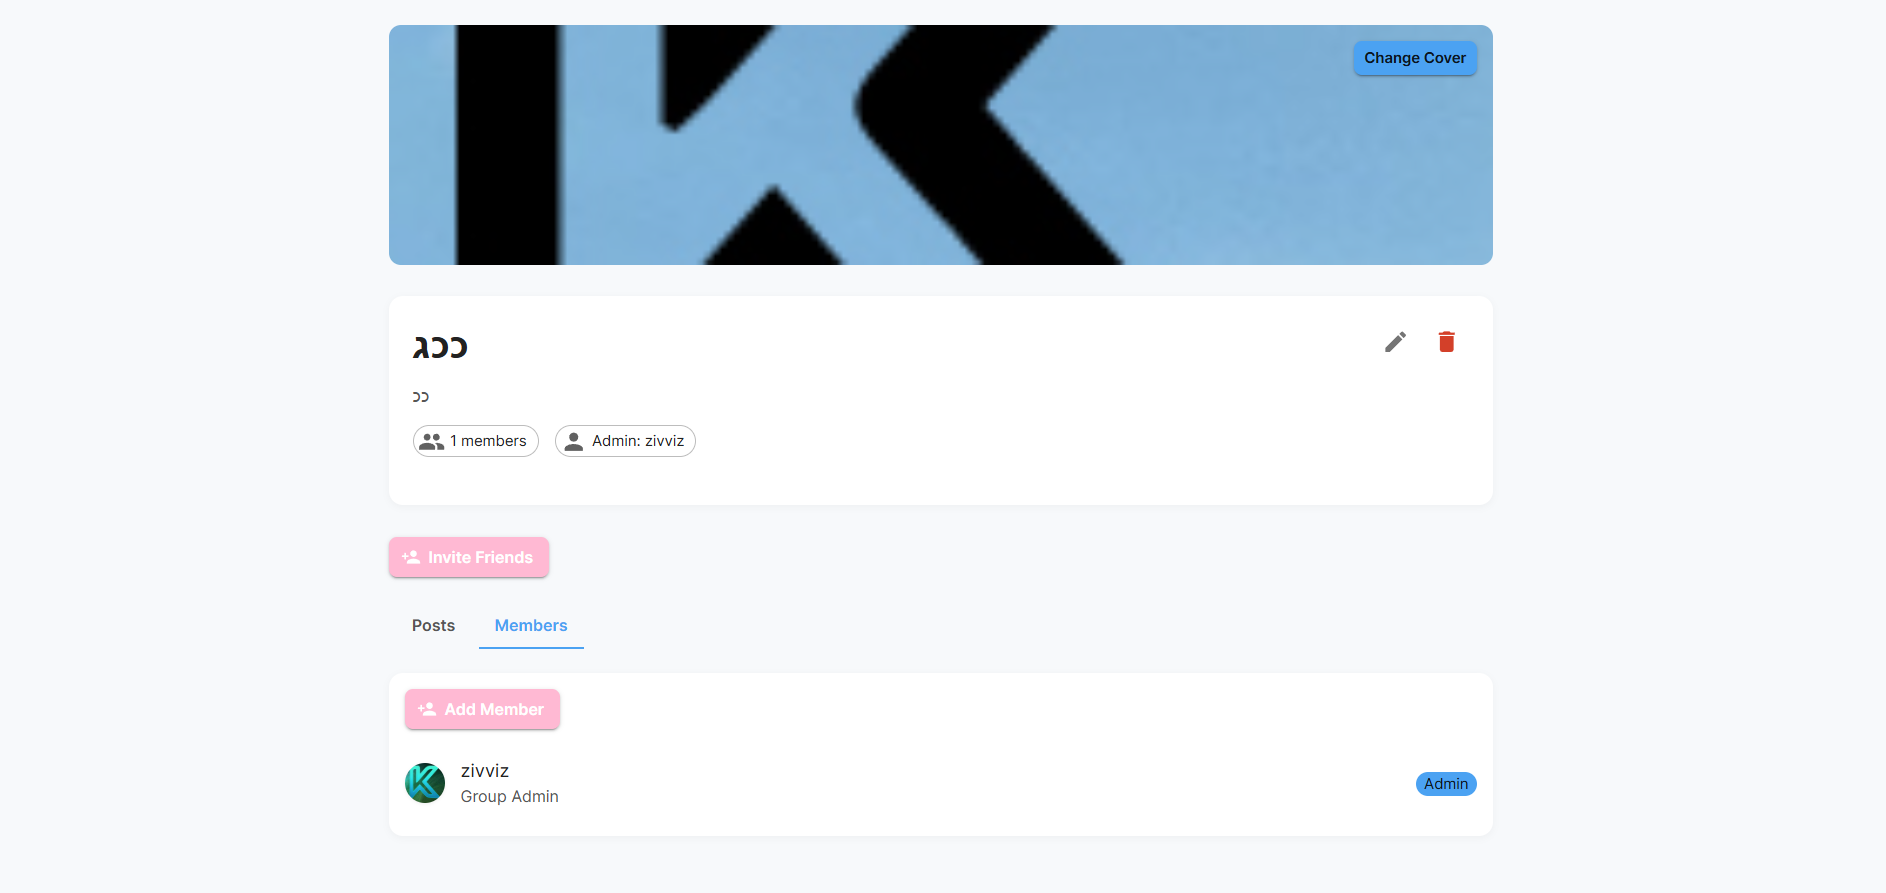 Change Cover
ככג
ככ
1 members
Admin: zivviz
Invite Friends
Posts
Members
Add Member
zivviz
Group Admin
Admin